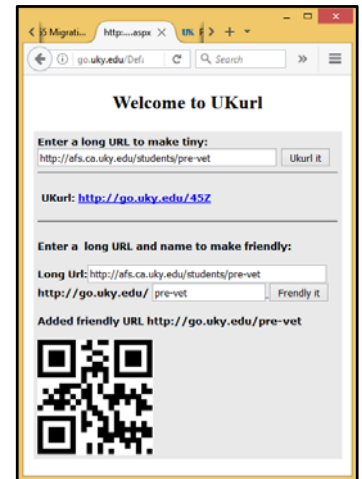 Migrati...
http:....aspx
UK
go.uky.edu/Defa
Search
Welcome to UKurl
Enter a long URL to make tiny:
http://afs.ca.uky.edu/students/pre-vet
Ukurl it
UKurl: http://go.uky.edu/45Z
Enter a long URL and name to make friendly:
Long Url: http://afs.ca.uky.edu/students/pre-vet
http://go.uky.edu/ pre-vet
Frendly it
Added friendly URL http://go.uky.edu/pre-vet